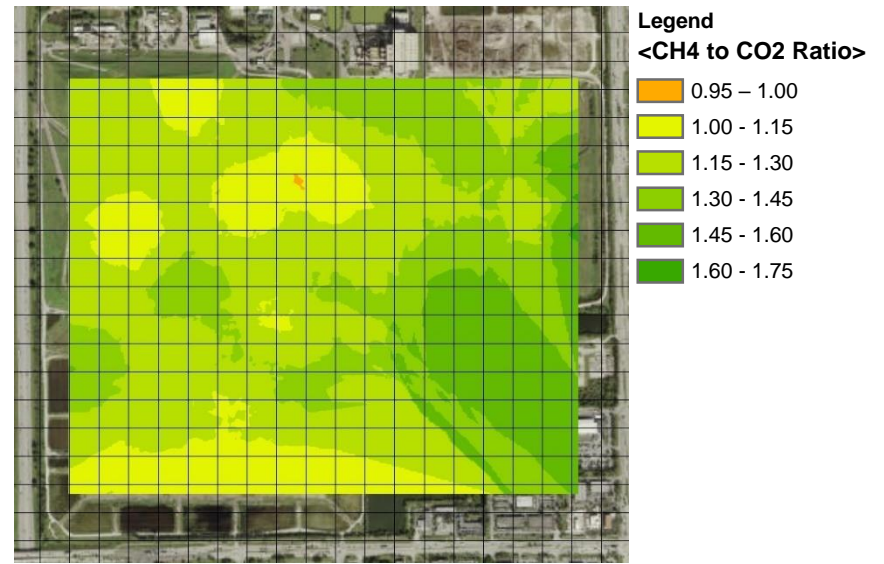 Legend
<CH4 to CO2 Ratio>
0.95 – 1.00
1.00 - 1.15
1.15 - 1.30
1.30 - 1.45
1.45 - 1.60
1.60 - 1.75